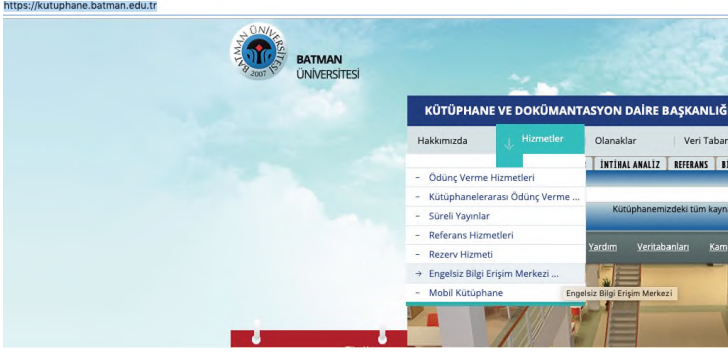 https://kutuphane.batman.edu.tr
BATMAN ÜNİVERSİTESİ
2007
BATMAN
ÜNİVERSİTESİ
KÜTÜPHANE VE DOKÜMANTASYON DAİRE BAŞKANLIĞ
Hakkımızda Hizmetler Olanaklar Veri Taban
İNTİHAL ANALİZ REFERANS
- Ödünç Verme Hizmetleri
- Kütüphanelerarası Ödünç Verme ...
- Süreli Yayınlar
Kütüphanemizdeki tüm kayn
- Referans Hizmetleri
Yardım Veritabanları Kam
- Rezerv Hizmeti
→ Engelsiz Bilgi Erişim Merkezi ...
- Mobil Kütüphane
Engelsiz Bilgi Erişim Merkezi